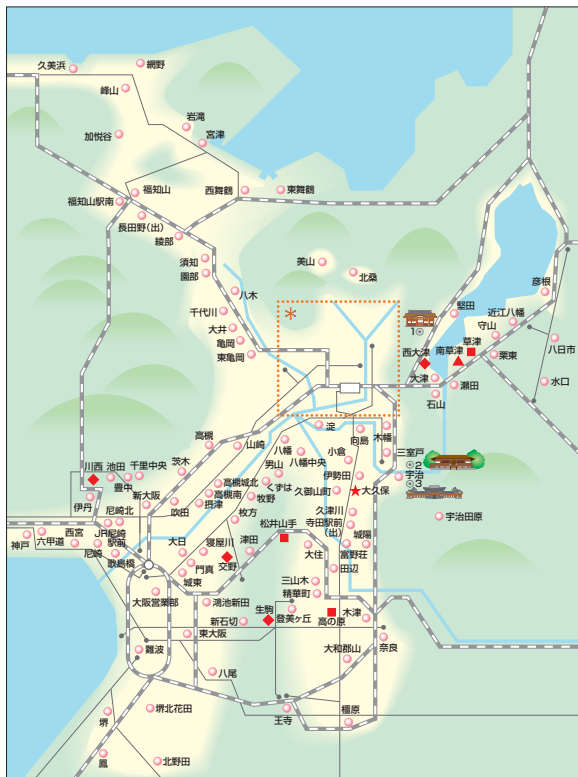 網野
久美浜
峰山
岩滝
加悦谷
宮津
福知山
西舞鶴
東舞鶴
福知山駅南
長田野(出)
綾部
須知
園部
美山
北桑
八木
千代川
大井
亀岡
東亀岡
＊
堅田
彦根
近江八幡
守山
1
西大津
南草津
草津
栗東
八日市
大津
瀬田
石山
水口
高槻
山崎
淀
向島
木幡
八幡
八幡中央
小倉
三室戸
2
宇治
3
川西
池田
千里中央
豊中
茨木
男山
くずは
伊勢田
久御山町
大久保
伊丹
新大阪
高槻城北
高槻南
摂津
牧野
吹田
枚方
久津川
寺田駅前
(出)
城陽
宇治田原
尼崎北
JR尼崎
駅前
西宮
神戸
六甲道
尼崎
歌島橋
大日
寝屋川
津田
松井山手
大住
富野荘
門真
交野
城東
田辺
大阪営業部
三山木
精華町
鴻池新田
生駒
登美ヶ丘
高の原
木津
新石切
東大阪
奈良
難波
大和郡山
八尾
堺
堺北花田
王寺
橿原
鳳
北野田